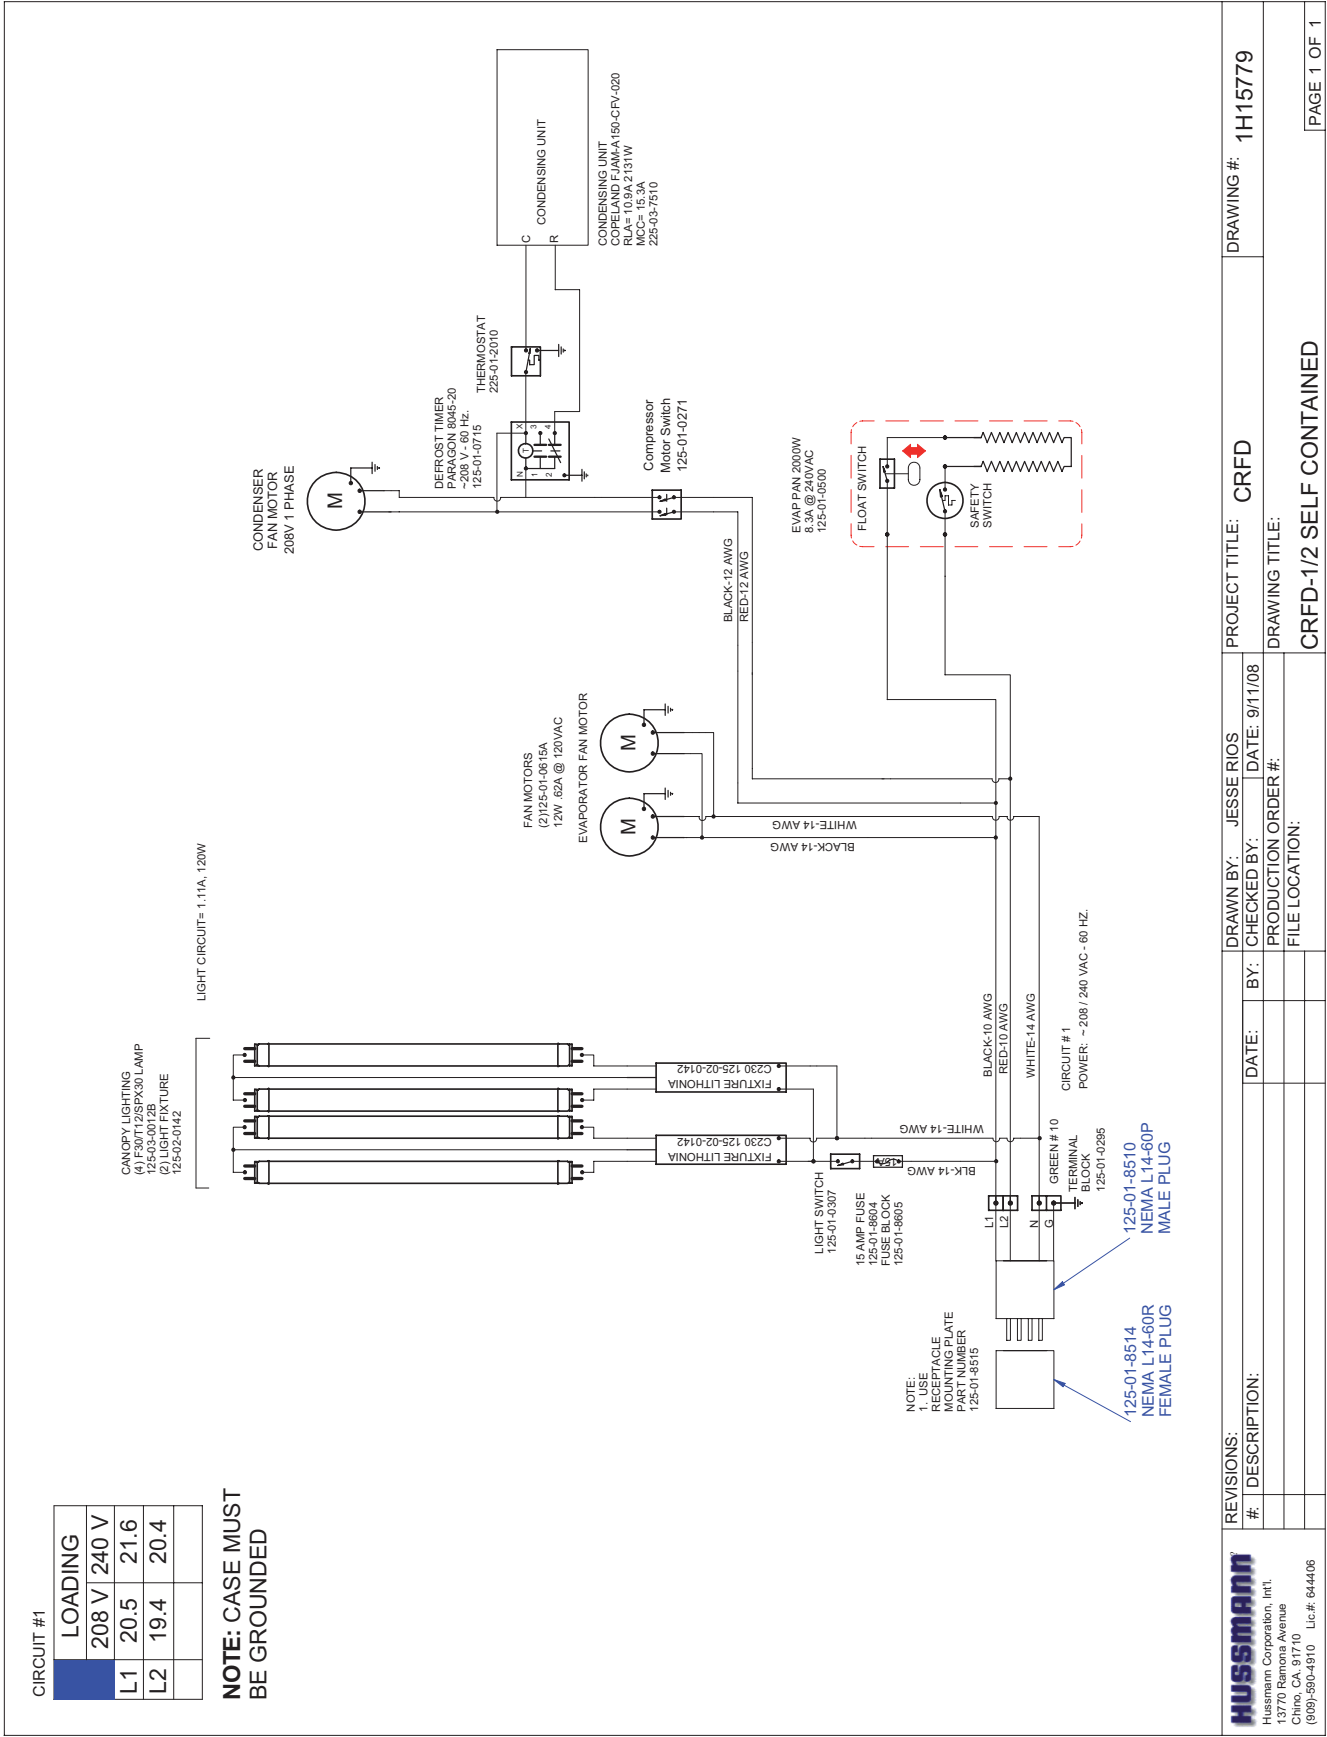 CIRCUIT #1
LOADING
208 V 240 V
L1 20.5 21.6
L2 19.4 20.4
NOTE: CASE MUST
BE GROUNDED
CANOPY LIGHTING
(4) F30/T12/SPX30 LAMP
125-03-0012B
(2) LIGHT FIXTURE
125-02-0142
LIGHT CIRCUIT= 1.11A, 120W
FIXTURE LITHONIA
C230 125-02-0142
FIXTURE LITHONIA
C230 125-02-0142
LIGHT SWITCH
125-01-0307
15 AMP FUSE
125-01-8604
FUSE BLOCK
125-01-8605
15A
BLK-14 AWG
WHITE-14 AWG
FAN MOTORS
(2)125-01-0615A
12W .62A @ 120VAC
EVAPORATOR FAN MOTOR
M
M
BLACK-14 AWG
WHITE-14 AWG
CONDENSER
FAN MOTOR
208V 1 PHASE
M
DEFROST TIMER
PARAGON 8045-20
~208 V - 60 Hz.
125-01-0715
N
X
T
1
3
2
4
THERMOSTAT
225-01-2010
CONDENSING UNIT
C
R
CONDENSING UNIT
COPELAND FJAM-A150-CFV-020
RLA= 10.9A 2131W
MCC= 15.3A
225-03-7510
Compressor
Motor Switch
125-01-0271
BLACK-12 AWG
RED-12 AWG
EVAP PAN 2000W
8.3A @ 240VAC
125-01-0500
FLOAT SWITCH
SAFETY
SWITCH
BLACK-10 AWG
RED-10 AWG
WHITE-14 AWG
CIRCUIT # 1
POWER: ~ 208 / 240 VAC - 60 HZ.
L1
L2
N
G
GREEN # 10
TERMINAL
BLOCK
125-01-0295
NOTE:
1. USE
RECEPTACLE
MOUNTING PLATE
PART NUMBER
125-01-8515
125-01-8514
NEMA L14-60R
FEMALE PLUG
125-01-8510
NEMA L14-60P
MALE PLUG
HUSSMANN
Hussmann Corporation, Int'l.
13770 Ramona Avenue
Chino, CA. 91710
(909)-590-4910 Lic.#: 644406
REVISIONS:
#: DESCRIPTION: DATE: BY:
DRAWN BY: JESSE RIOS
CHECKED BY: DATE: 9/11/08
PRODUCTION ORDER #:
FILE LOCATION:
PROJECT TITLE: CRFD
DRAWING #: 1H15779
DRAWING TITLE:
CRFD-1/2 SELF CONTAINED
PAGE 1 OF 1